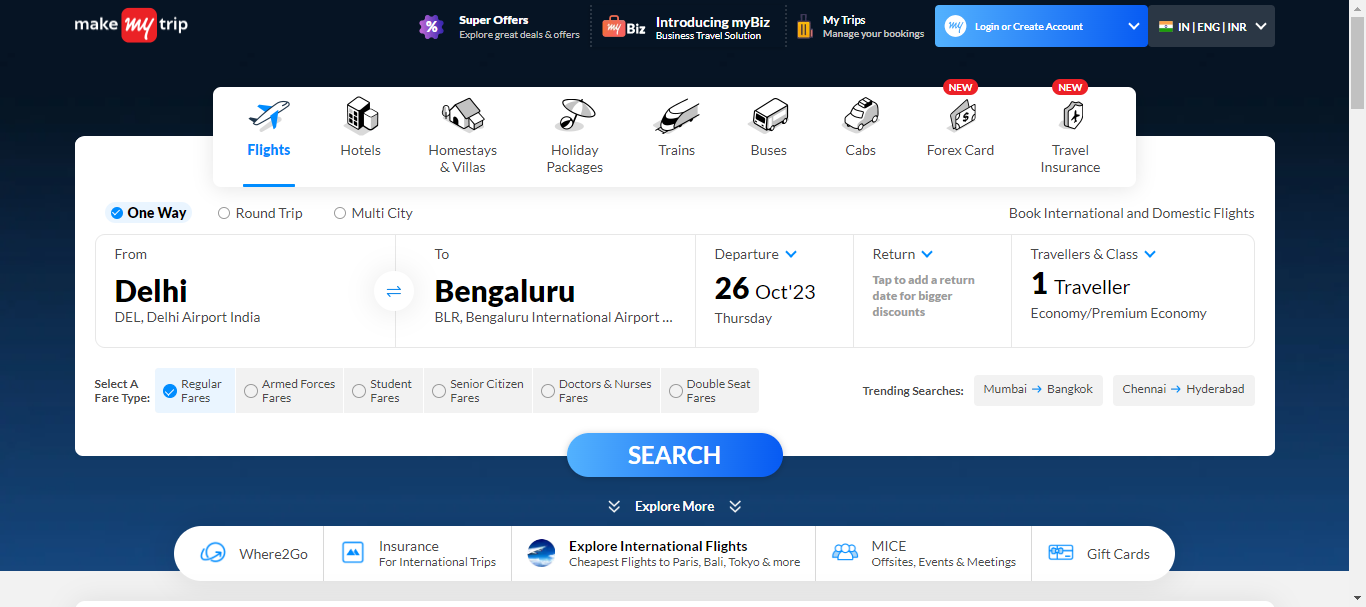 make my trip
%
Super Offers
Explore great deals & offers
my Biz
Introducing myBiz
Business Travel Solution
My Trips
Manage your bookings
my
Login or Create Account
IN | ENG | INR
NEW
NEW
Flights
Hotels
Homestays
& Villas
Holiday
Packages
Trains
Buses
Cabs
Forex Card
Travel
Insurance
One Way
Round Trip
Multi City
Book International and Domestic Flights
From
Delhi
DEL, Delhi Airport India
To
Bengaluru
BLR, Bengaluru International Airport ...
Departure
26 Oct'23
Thursday
Return
Tap to add a return
date for bigger
discounts
Travellers & Class
1 Traveller
Economy/Premium Economy
Select A
Fare Type:
Regular
Fares
Armed Forces
Fares
Student
Fares
Senior Citizen
Fares
Doctors & Nurses
Fares
Double Seat
Fares
Trending Searches:
Mumbai → Bangkok
Chennai → Hyderabad
SEARCH
Explore More
Where2Go
Insurance
For International Trips
Explore International Flights
Cheapest Flights to Paris, Bali, Tokyo & more
MICE
Offsites, Events & Meetings
Gift Cards